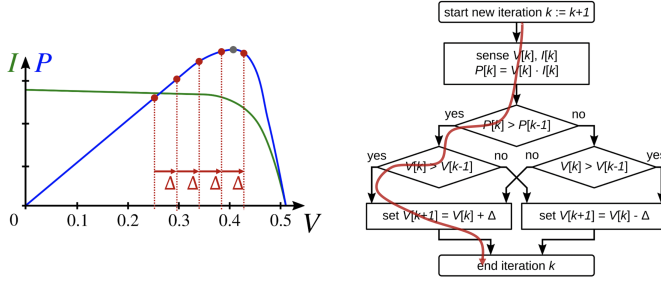 I P
Δ Δ Δ Δ
0 0.1 0.2 0.3 0.4 0.5 V
start new iteration k := k+1
sense V[k], I[k]
P[k] = V[k] · I[k]
yes no
P[k] > P[k-1]
yes no no yes
V[k] > V[k-1] V[k] > V[k-1]
set V[k+1] = V[k] + Δ set V[k+1] = V[k] - Δ
end iteration k